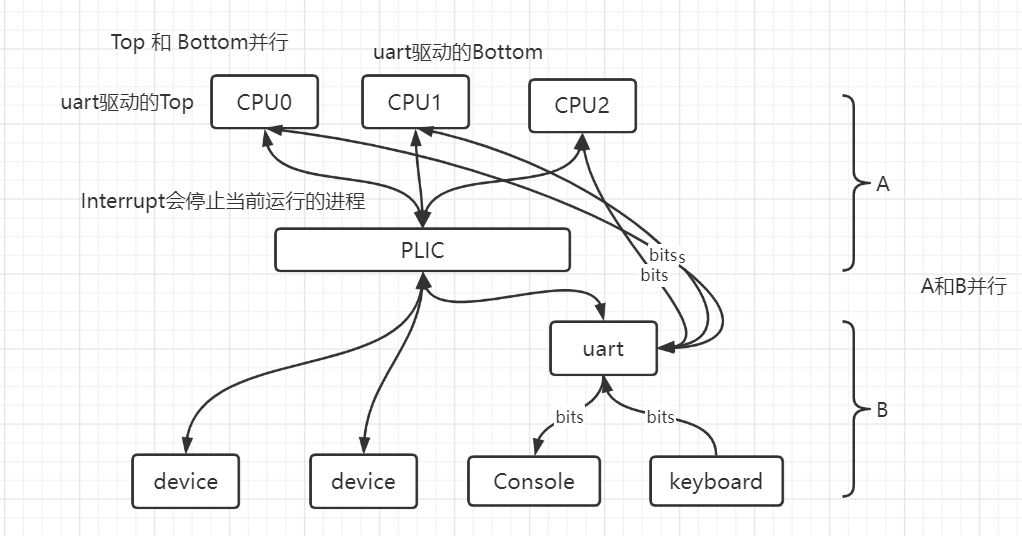 Top 和 Bottom并行
uart驱动的Bottom
uart驱动的Top
CPU0
CPU1
CPU2
A
Interrupt会停止当前运行的进程
PLIC
bits
bits
A和B并行
uart
bits
bits
B
device
device
Console
keyboard